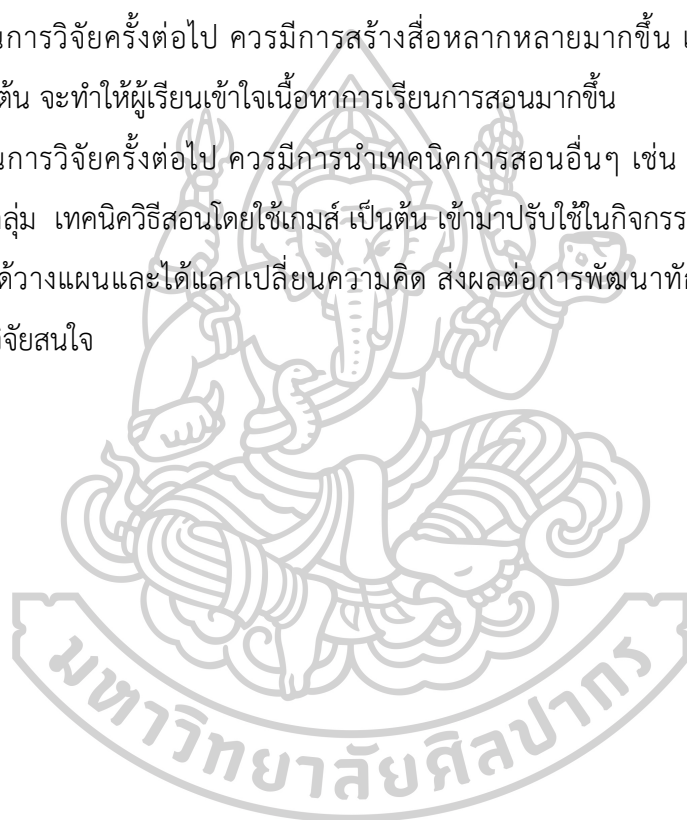 นการวิจัยครั้งต่อไป ควรมีการสร้างสื่อหลากหลายมากขึ้น เ
ต้น จะทำให้ผู้เรียนเข้าใจเนื้อหาการเรียนการสอนมากขึ้น
นการวิจัยครั้งต่อไป ควรมีการนำเทคนิคการสอนอื่นๆ เช่น
ลุ่ม เทคนิควิธีสอนโดยใช้เกมส์ เป็นต้น เข้ามาปรับใช้ในกิจกรร
ด้วางแผนและได้แลกเปลี่ยนความคิด ส่งผลต่อการพัฒนาทั
วิจัยสนใจ
มหาวิทยาลัยศิลปากร